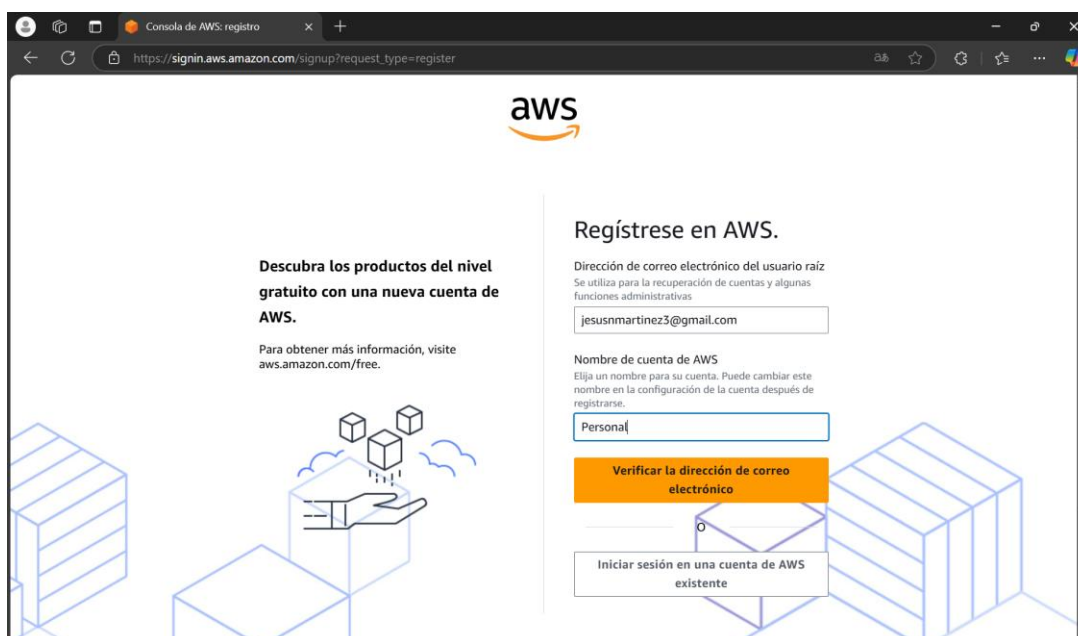 Consola de AWS: registro
https://signin.aws.amazon.com/signup?request_type=register
aws
Descubra los productos del nivel
gratuito con una nueva cuenta de
AWS.
Para obtener más información, visite
aws.amazon.com/free.
Regístrese en AWS.
Dirección de correo electrónico del usuario raíz
Se utiliza para la recuperación de cuentas y algunas
funciones administrativas
jesusnmartinez3@gmail.com
Nombre de cuenta de AWS
Elija un nombre para su cuenta. Puede cambiar este
nombre en la configuración de la cuenta después de
registrarse.
Personal
Verificar la dirección de correo
electrónico
O
Iniciar sesión en una cuenta de AWS
existente